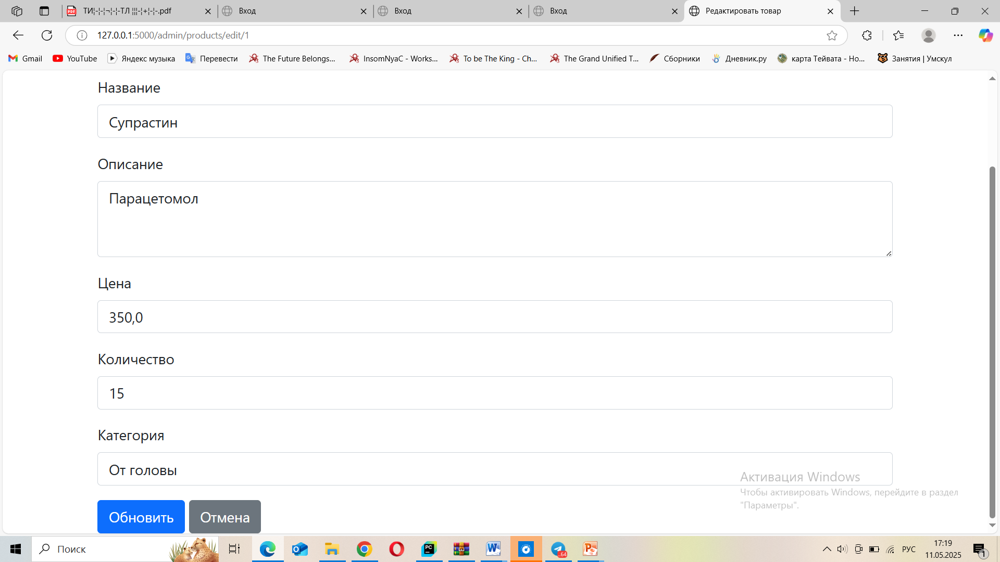 ТИ¦-¦-¦¬¦-¦-ТЛ ¦¦¦-¦+¦-¦-.pdf
Вход
Вход
Вход
Редактировать товар
127.0.0.1:5000/admin/products/edit/1
Gmail
YouTube
Яндекс музыка
Перевести
The Future Belongs...
InsomNyaC - Works...
To be The King - Ch...
The Grand Unified T...
Сборники
Дневник.ру
карта Тейвата - Но...
Занятия | Умскул
Название
Супрастин
Описание
Парацетомол
Цена
350,0
Количество
15
Категория
От головы
Активация Windows
Чтобы активировать Windows, перейдите в раздел
"Параметры".
Обновить
Отмена
Поиск
РУС
17:19
11.05.2025
1
64